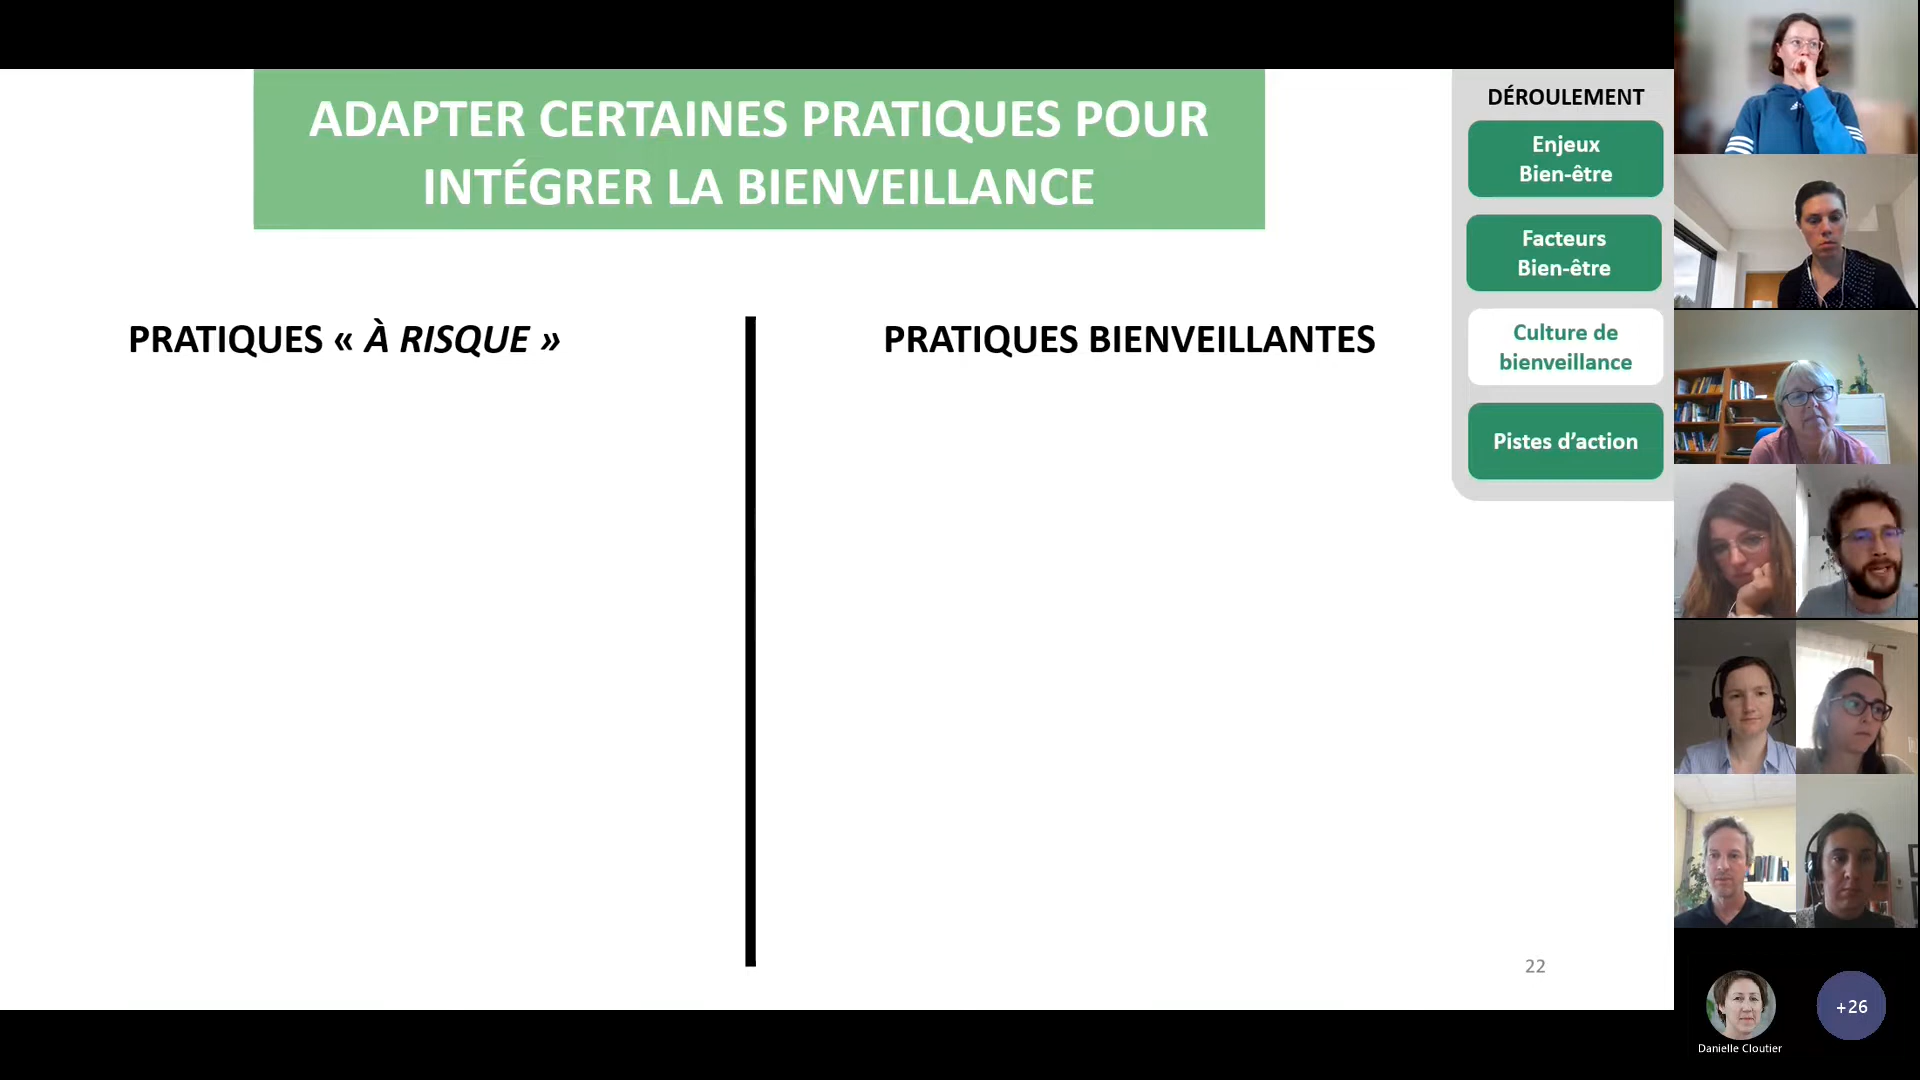 ADAPTER CERTAINES PRATIQUES POUR
INTÉGRER LA BIENVEILLANCE
PRATIQUES « À RISQUE »
PRATIQUES BIENVEILLANTES
22
DÉROULEMENT
Enjeux
Bien-être
Facteurs
Bien-être
Culture de
bienveillance
Pistes d’action
+26
Danielle Cloutier